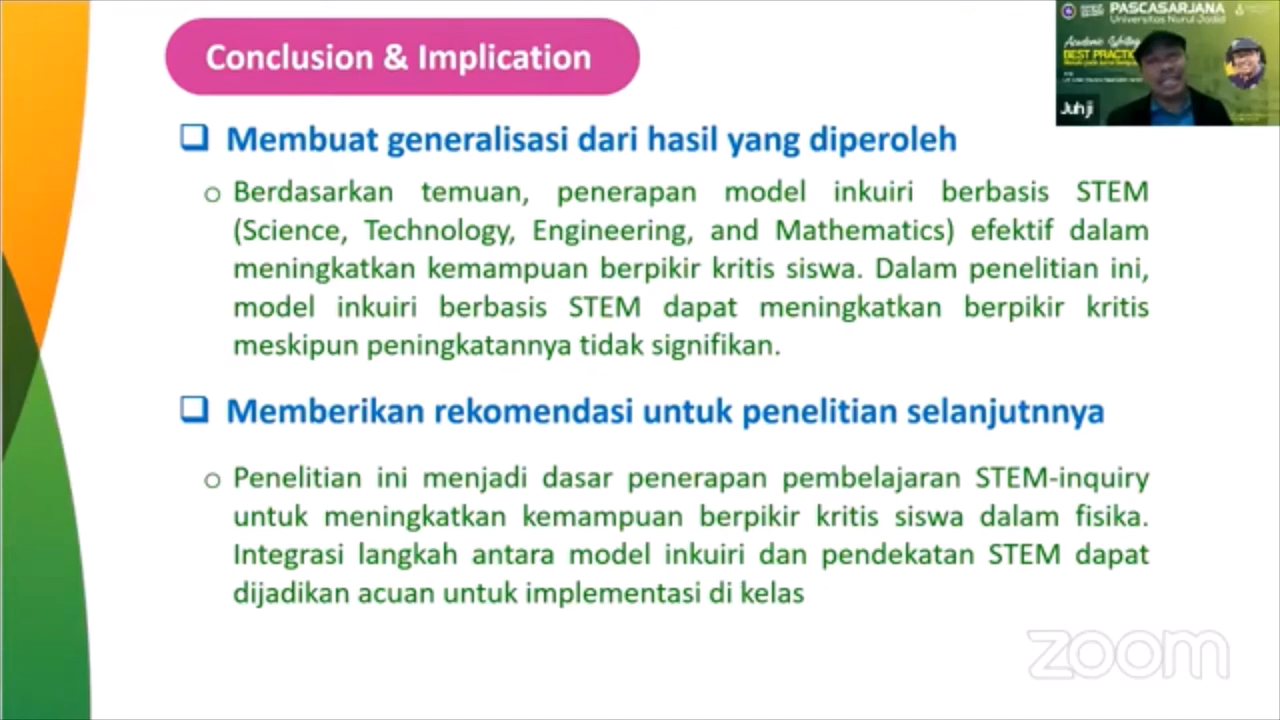 Conclusion & Implication
Membuat generalisasi dari hasil yang diperoleh
Berdasarkan temuan, penerapan model inkuiri berbasis STEM
(Science, Technology, Engineering, and Mathematics) efektif dalam
meningkatkan kemampuan berpikir kritis siswa. Dalam penelitian ini,
model inkuiri berbasis STEM dapat meningkatkan berpikir kritis
meskipun peningkatannya tidak signifikan.
Memberikan rekomendasi untuk penelitian selanjutnnya
Penelitian ini menjadi dasar penerapan pembelajaran STEM-inquiry
untuk meningkatkan kemampuan berpikir kritis siswa dalam fisika.
Integrasi langkah antara model inkuiri dan pendekatan STEM dapat
dijadikan acuan untuk implementasi di kelas
PASCASARJANA
Universitas Nurul Jadid
Academic Writing
BEST PRACTIC
Juhji
zoom